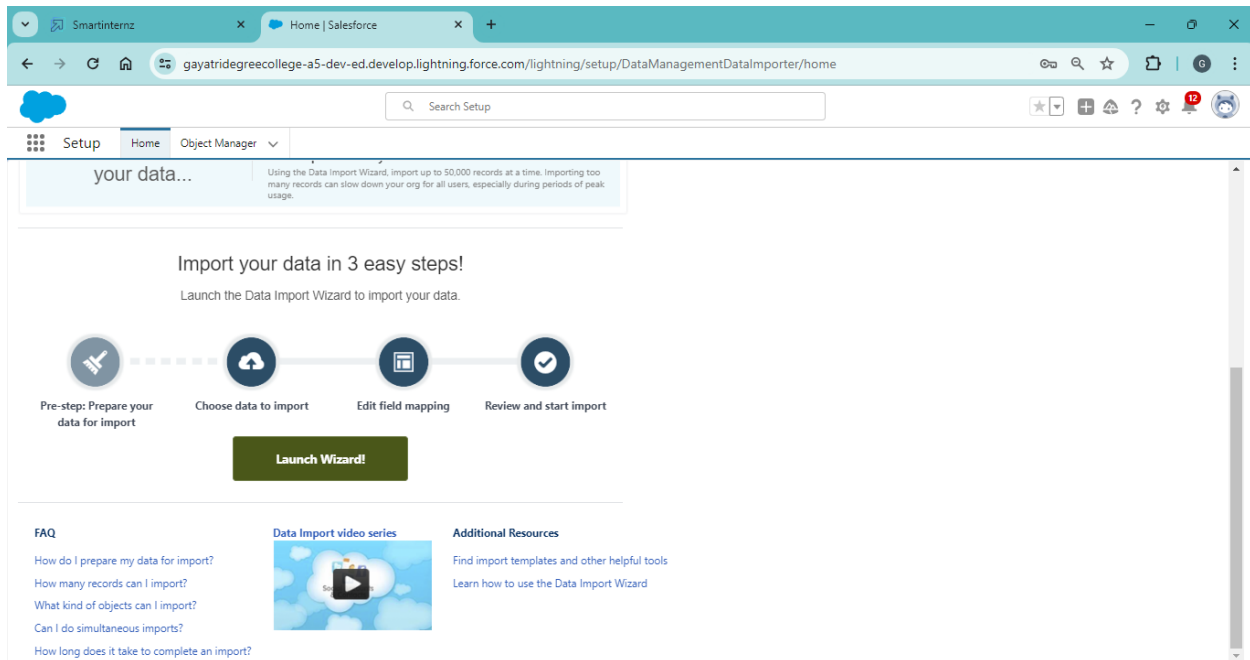 Smartinternz
Home | Salesforce
gayatridegreecollege-a5-dev-ed.develop.lightning.force.com/lightning/setup/DataManagementDataImporter/home
G
Search Setup
12
Setup
Home
Object Manager
your data...
Using the Data Import Wizard, import up to 50,000 records at a time. Importing too
many records can slow down your org for all users, especially during periods of peak
usage.
Import your data in 3 easy steps!
Launch the Data Import Wizard to import your data.
Pre-step: Prepare your
data for import
Choose data to import
Edit field mapping
Review and start import
Launch Wizard!
FAQ
How do I prepare my data for import?
How many records can I import?
What kind of objects can I import?
Can I do simultaneous imports?
How long does it take to complete an import?
Data Import video series
Additional Resources
Find import templates and other helpful tools
Learn how to use the Data Import Wizard